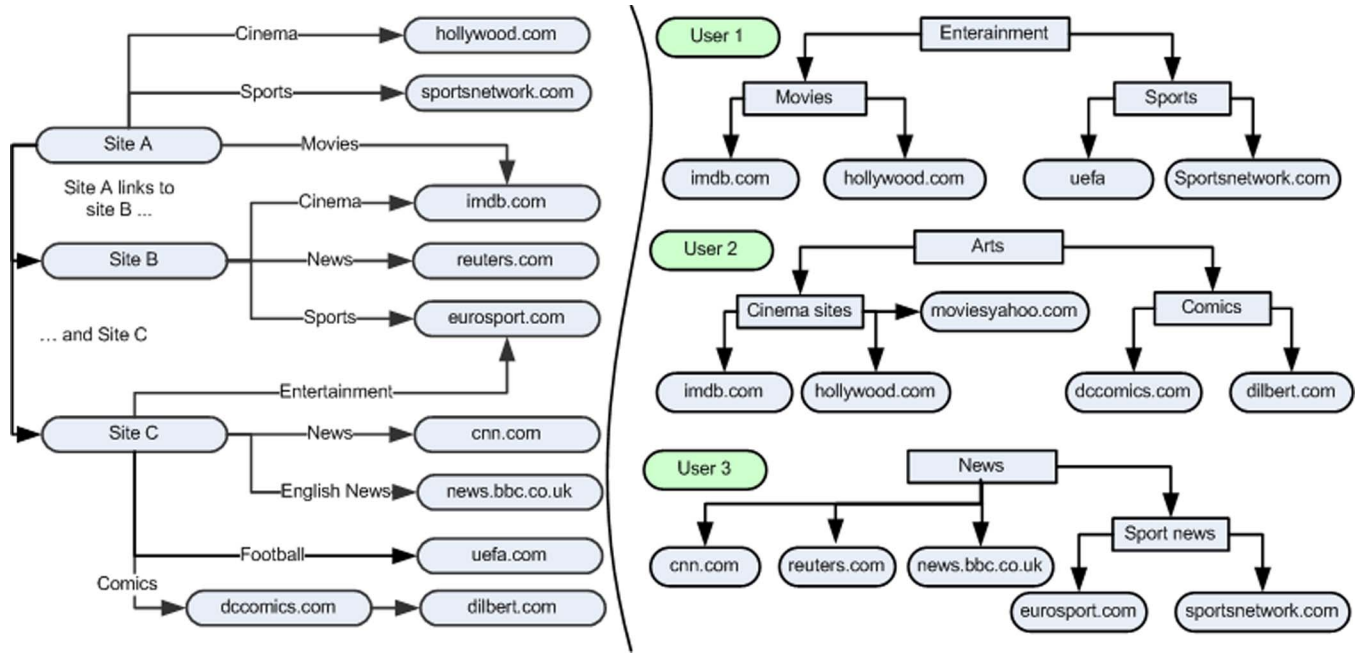 Cinema
hollywood.com
Sports
sportsnetwork.com
Site A
Movies
Site A links to
site B ...
Cinema
imdb.com
Site B
News
reuters.com
Sports
eurosport.com
... and Site C
Entertainment
Site C
News
cnn.com
English News
news.bbc.co.uk
Football
uefa.com
Comics
dccomics.com
dilbert.com
User 1
Enterainment
Movies
Sports
imdb.com
hollywood.com
uefa
Sportsnetwork.com
User 2
Arts
Cinema sites
moviesyahoo.com
Comics
imdb.com
hollywood.com
dccomics.com
dilbert.com
User 3
News
Sport news
cnn.com
reuters.com
news.bbc.co.uk
eurosport.com
sportsnetwork.com